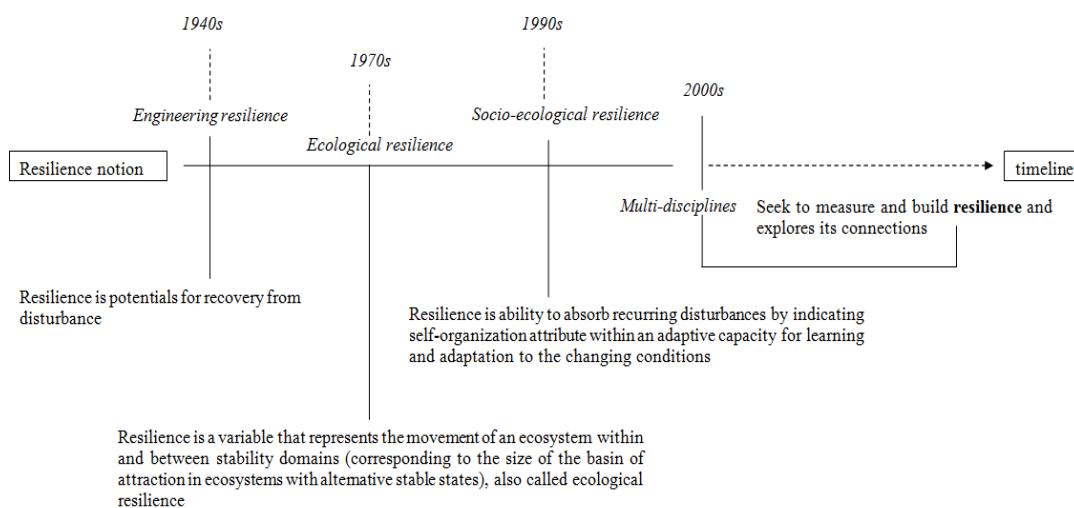 1940s
1990s
1970s
2000s
Engineering resilience
Socio-ecological resilience
Ecological resilience
Resilience notion
timeline
Multi-disciplines
Seek to measure and build resilience and
explores its connections
Resilience is potentials for recovery from
disturbance
Resilience is ability to absorb recurring disturbances by indicating
self-organization attribute within an adaptive capacity for learning
and adaptation to the changing conditions
Resilience is a variable that represents the movement of an ecosystem within
and between stability domains (corresponding to the size of the basin of
attraction in ecosystems with alternative stable states), also called ecological
resilience